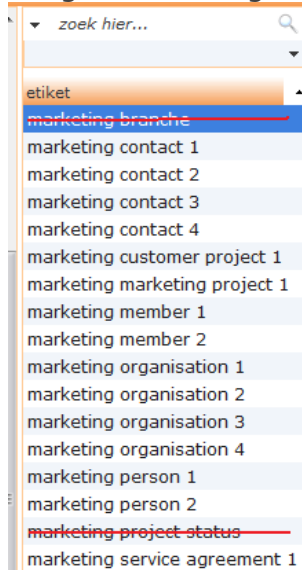 zoek hier...
etiket
marketing branche
marketing contact 1
marketing contact 2
marketing contact 3
marketing contact 4
marketing customer project 1
marketing marketing project 1
marketing member 1
marketing member 2
marketing organisation 1
marketing organisation 2
marketing organisation 3
marketing organisation 4
marketing person 1
marketing person 2
marketing project status
marketing service agreement 1